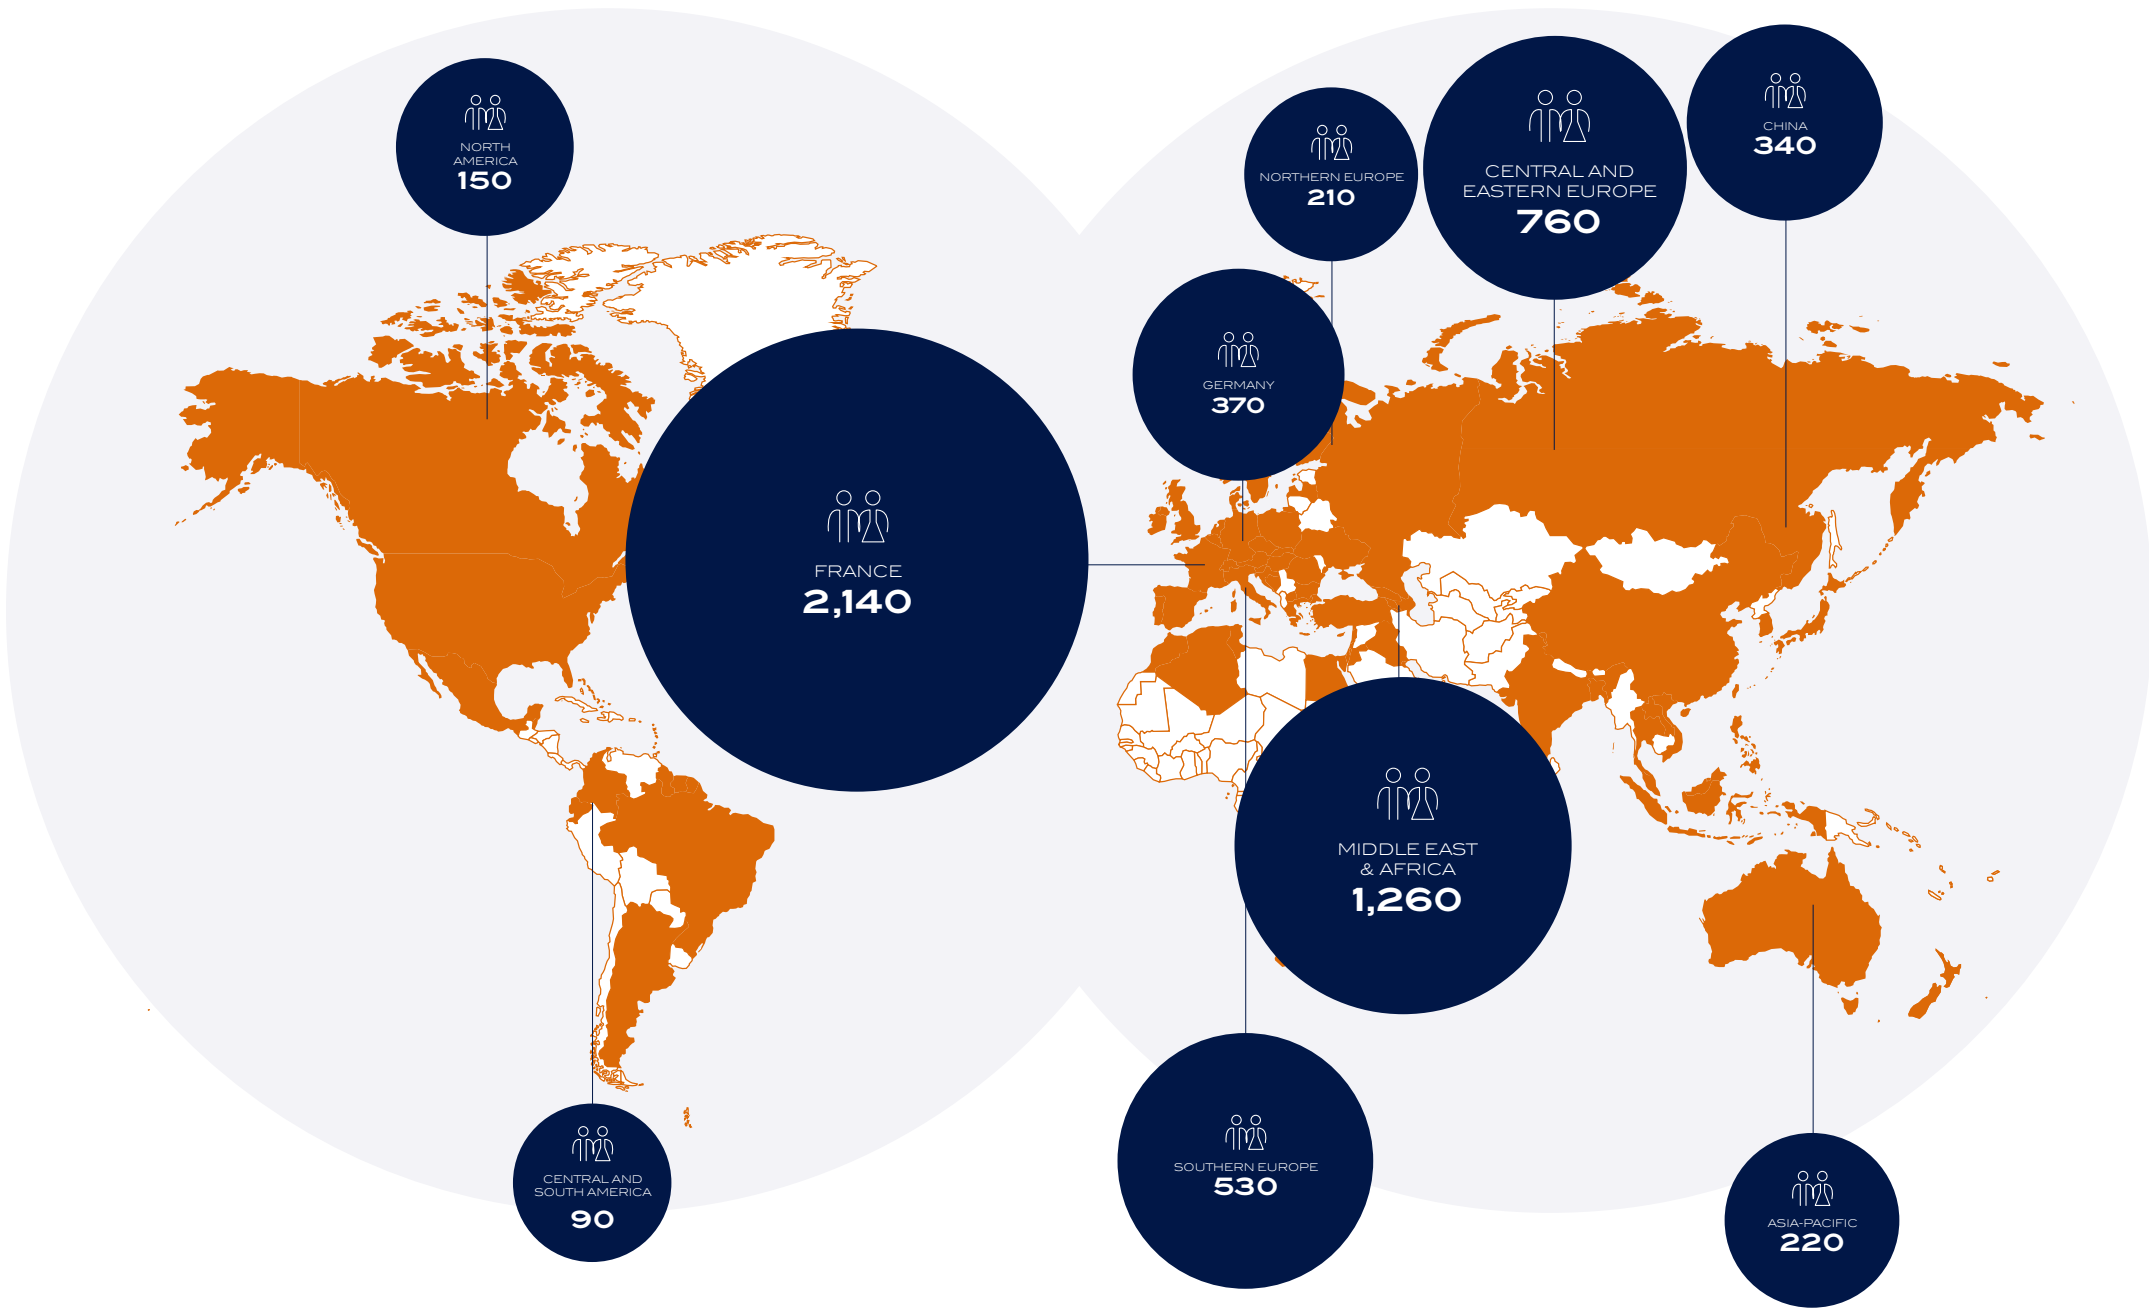 NORTH
AMERICA
150
NORTHERN EUROPE
210
CENTRAL AND
EASTERN EUROPE
760
CHINA
340
GERMANY
370
FRANCE
2,140
MIDDLE EAST
& AFRICA
1,260
CENTRAL AND
SOUTH AMERICA
90
SOUTHERN EUROPE
530
ASIA-PACIFIC
220